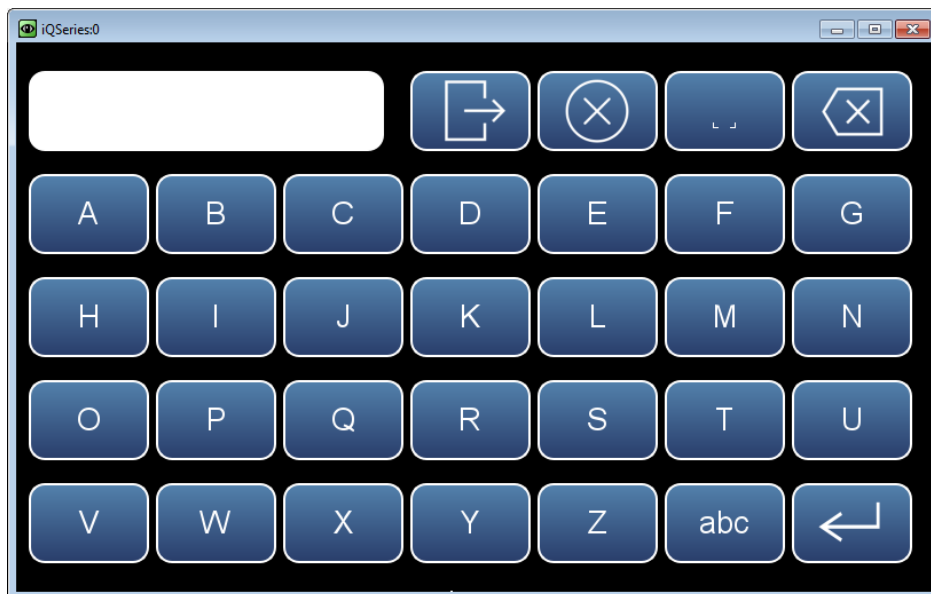 iQSeries:0
A B C D E F G
H I J K L M N
O P Q R S T U
V W X Y Z abc